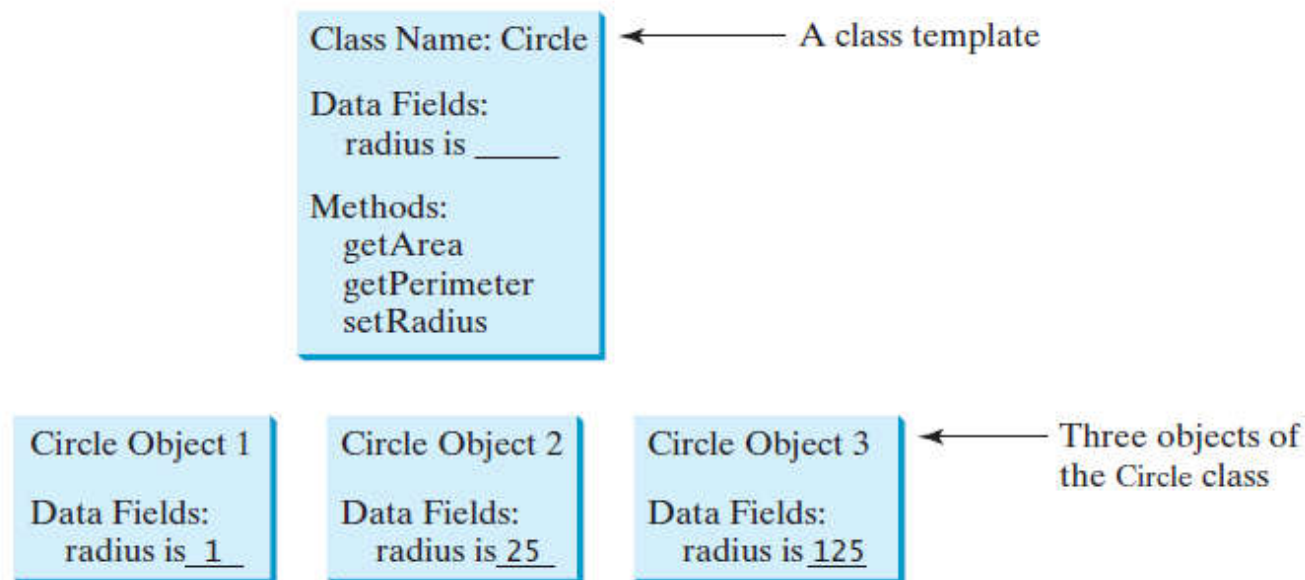 Class Name: Circle
A class template
Data Fields:
radius is _____
Methods:
getArea
getPerimeter
setRadius
Circle Object 1
Data Fields:
radius is 1
Circle Object 2
Data Fields:
radius is 25
Circle Object 3
Data Fields:
radius is 125
Three objects of
the Circle class